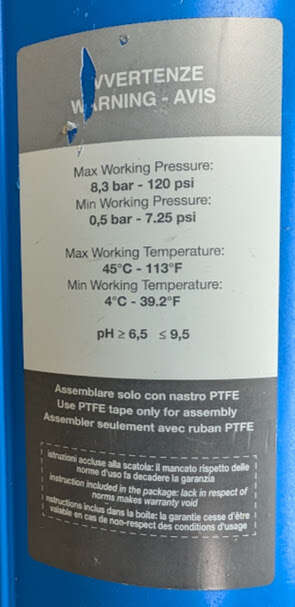 VVERTENZE
WARNING - AVIS
Max Working Pressure:
8,3 bar - 120 psi
Min Working Pressure:
0,5 bar - 7.25 psi
Max Working Temperature:
45°C - 113°F
Min Working Temperature:
4°C - 39.2°F
pH ≥ 6,5 ≤ 9,5
Assemblare solo con nastro PTFE
Use PTFE tape only for assembly
Assembler seulement avec ruban PTFE
istruzioni accluse alla scatola: il mancato rispetto delle
norme d'uso fa decadere la garanzia
instruction included in the package: lack in respect of
norms makes warranty void
nstructions inclus dans la boite: la garantie cesse d'être
valable en cas de non-respect des conditions d'usage